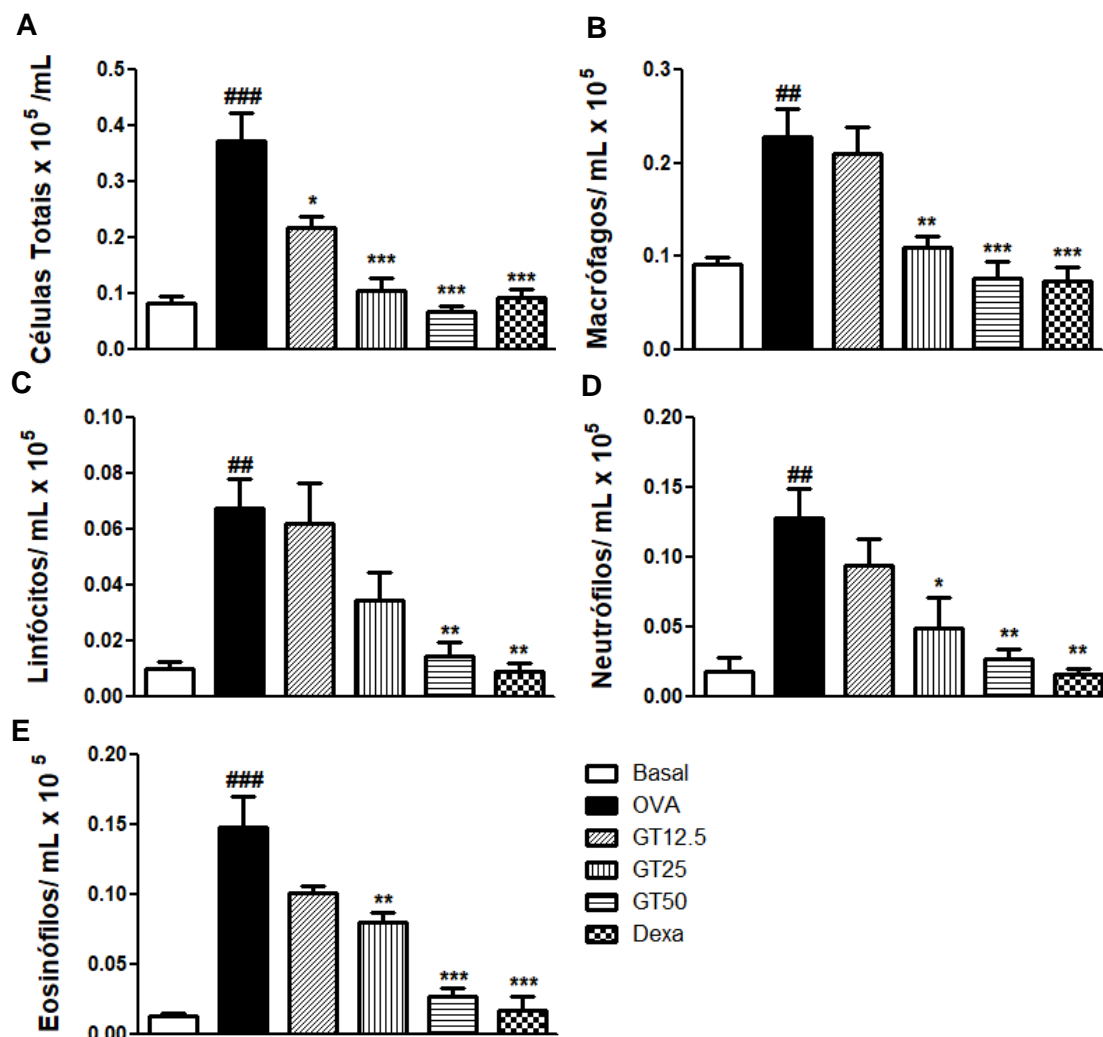 A
Células Totais x 10⁵ /mL
0.5
0.4
0.3
0.2
0.1
0.0
###
*
***
***
***
B
Macrófagos/ mL x 10⁵
0.3
0.2
0.1
0.0
##
**
***
***
C
Linfócitos/ mL x 10⁵
0.10
0.08
0.06
0.04
0.02
0.00
##
**
**
D
Neutrófilos/ mL x 10⁵
0.20
0.15
0.10
0.05
0.00
##
*
**
**
E
Eosinófilos/ mL x 10⁵
0.20
0.15
0.10
0.05
0.00
###
**
***
***
Basal
OVA
GT12.5
GT25
GT50
Dexa